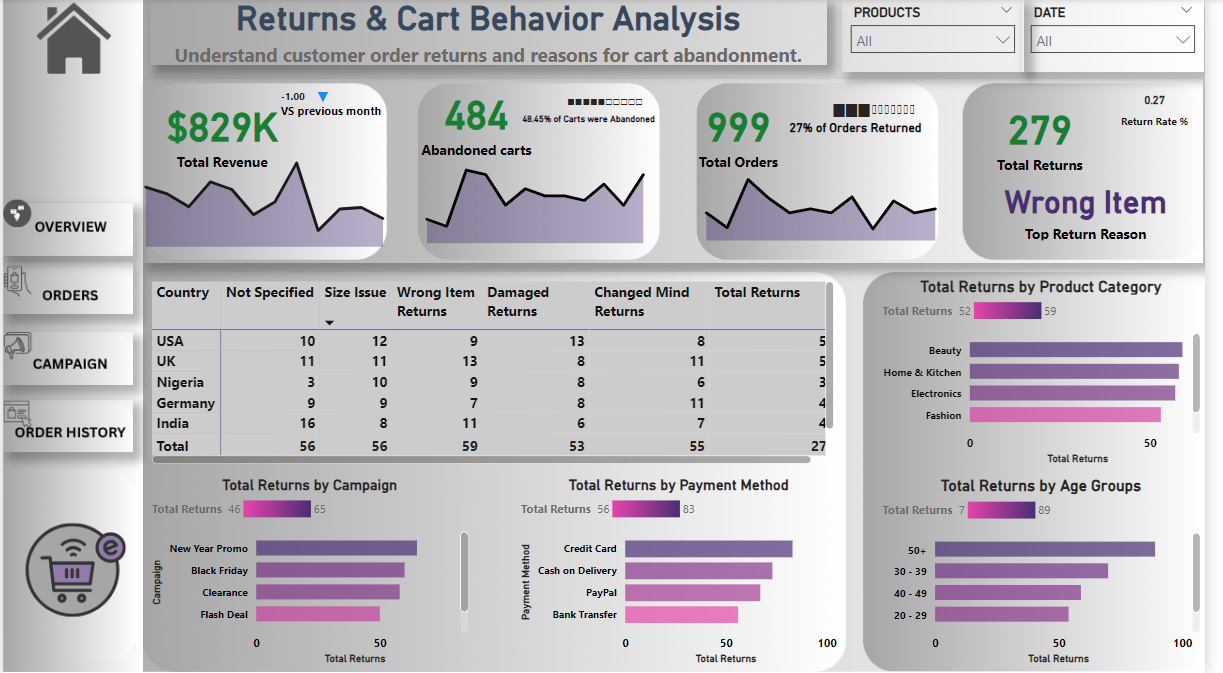 Returns & Cart Behavior Analysis
Understand customer order returns and reasons for cart abandonment.
PRODUCTS
All
DATE
All
-1.00
VS previous month
$829K
Total Revenue
484
48.45% of Carts were Abandoned
Abandoned carts
999
27% of Orders Returned
Total Orders
0.27
Return Rate %
279
Total Returns
Wrong Item
Top Return Reason
OVERVIEW
ORDERS
CAMPAIGN
ORDER HISTORY
e
Country Not Specified Size Issue Wrong Item Returns Damaged Returns Changed Mind Returns Total Returns
USA 10 12 9 13 8 5
UK 11 11 13 8 11 5
Nigeria 3 10 9 8 6 3
Germany 9 9 7 8 11 4
India 16 8 11 6 7 4
Total 56 56 59 53 55 27
Total Returns by Product Category
Total Returns 52 59
Beauty
Home & Kitchen
Electronics
Fashion
0 50
Total Returns
Total Returns by Campaign
Total Returns 46 65
Campaign
New Year Promo
Black Friday
Clearance
Flash Deal
0 50
Total Returns
Total Returns by Payment Method
Total Returns 56 83
Payment Method
Credit Card
Cash on Delivery
PayPal
Bank Transfer
0 50 100
Total Returns
Total Returns by Age Groups
Total Returns 7 89
50+
30 - 39
40 - 49
20 - 29
0 50 100
Total Returns